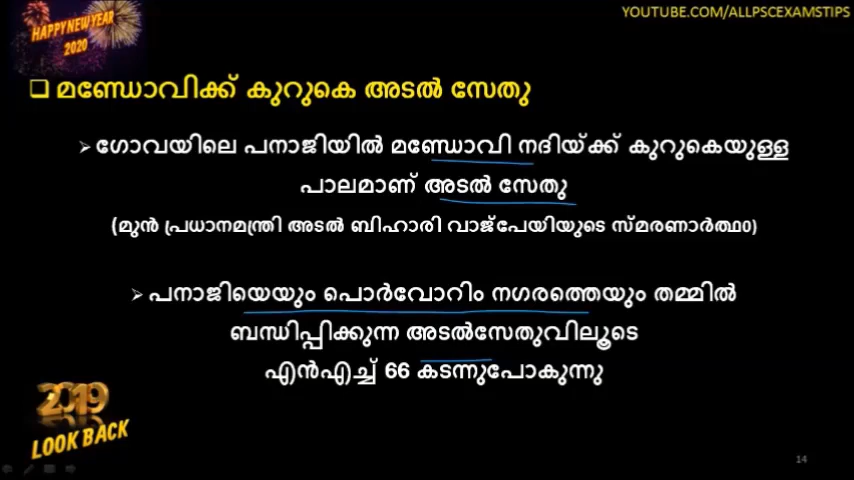 HAPPY NEW YEAR
2020
YOUTUBE.COM/ALLPSCEXAMSTIPS
മണ്ഡോവിക്ക് കുറുകെ അടൽ സേതു
ഗോവയിലെ പനാജിയിൽ മണ്ഡോവി നദിയ്ക്ക് കുറുകെയുള്ള
പാലമാണ് അടൽ സേതു
(മുൻ പ്രധാനമന്ത്രി അടൽ ബിഹാരി വാജ്പേയിയുടെ സ്മരണാർത്ഥം)
പനാജിയെയും പൊർവോറിം നഗരത്തെയും തമ്മിൽ
ബന്ധിപ്പിക്കുന്ന അടൽസേതുവിലൂടെ
എൻഎച്ച് 66 കടന്നുപോകുന്നു
2019
LOOK BACK
14